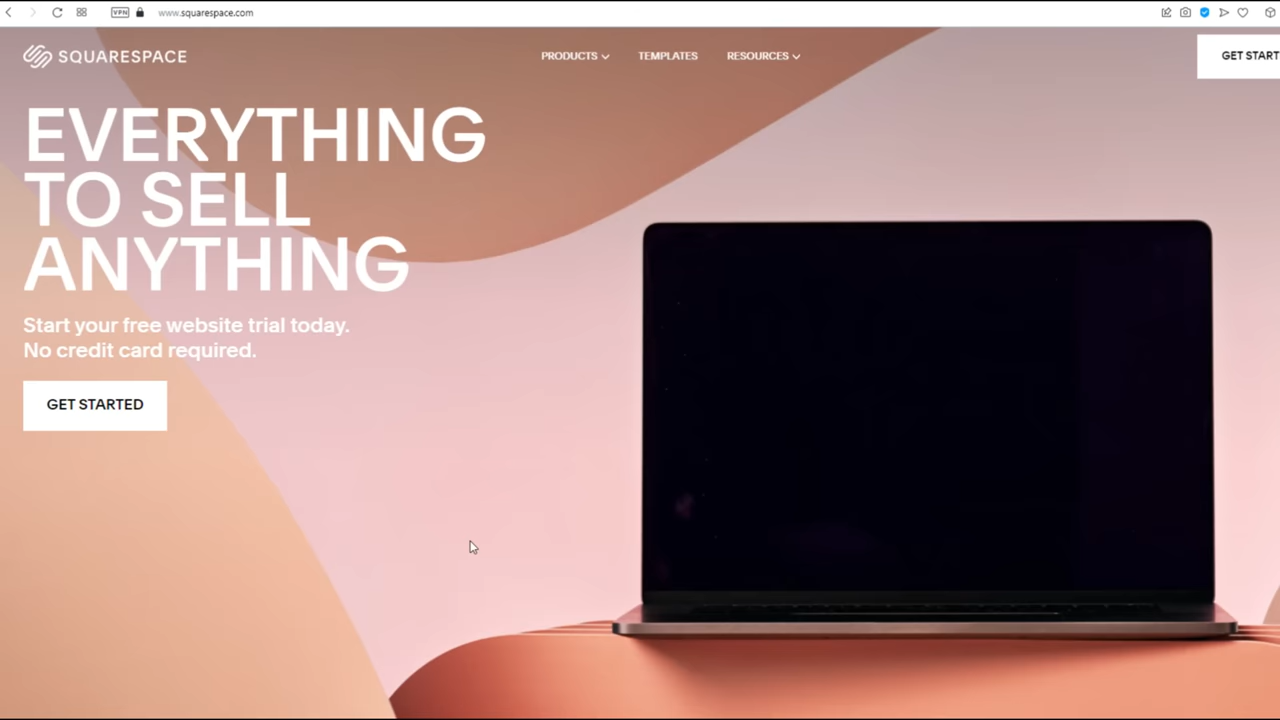 VPN
www.squarespace.com
SQUARESPACE
PRODUCTS
TEMPLATES
RESOURCES
GET START
EVERYTHING
TO SELL
ANYTHING
Start your free website trial today.
No credit card required.
GET STARTED